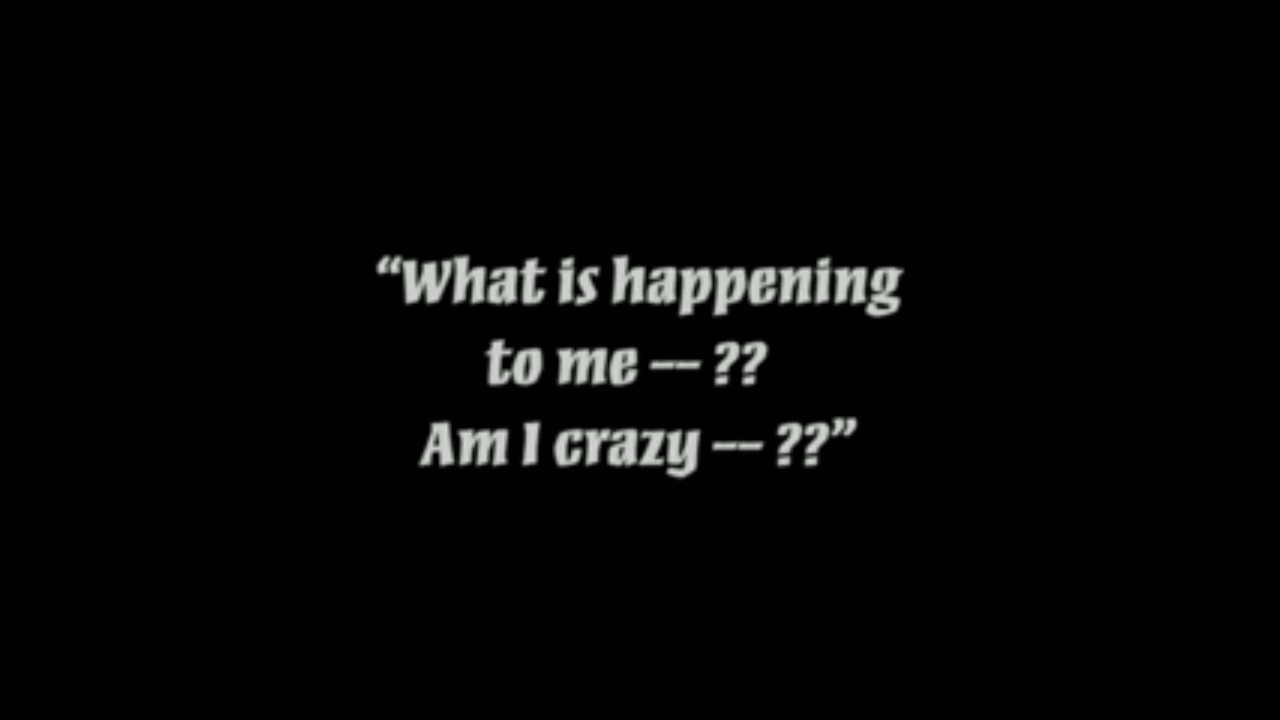 “What is happening
to me -- ??
Am I crazy -- ??”